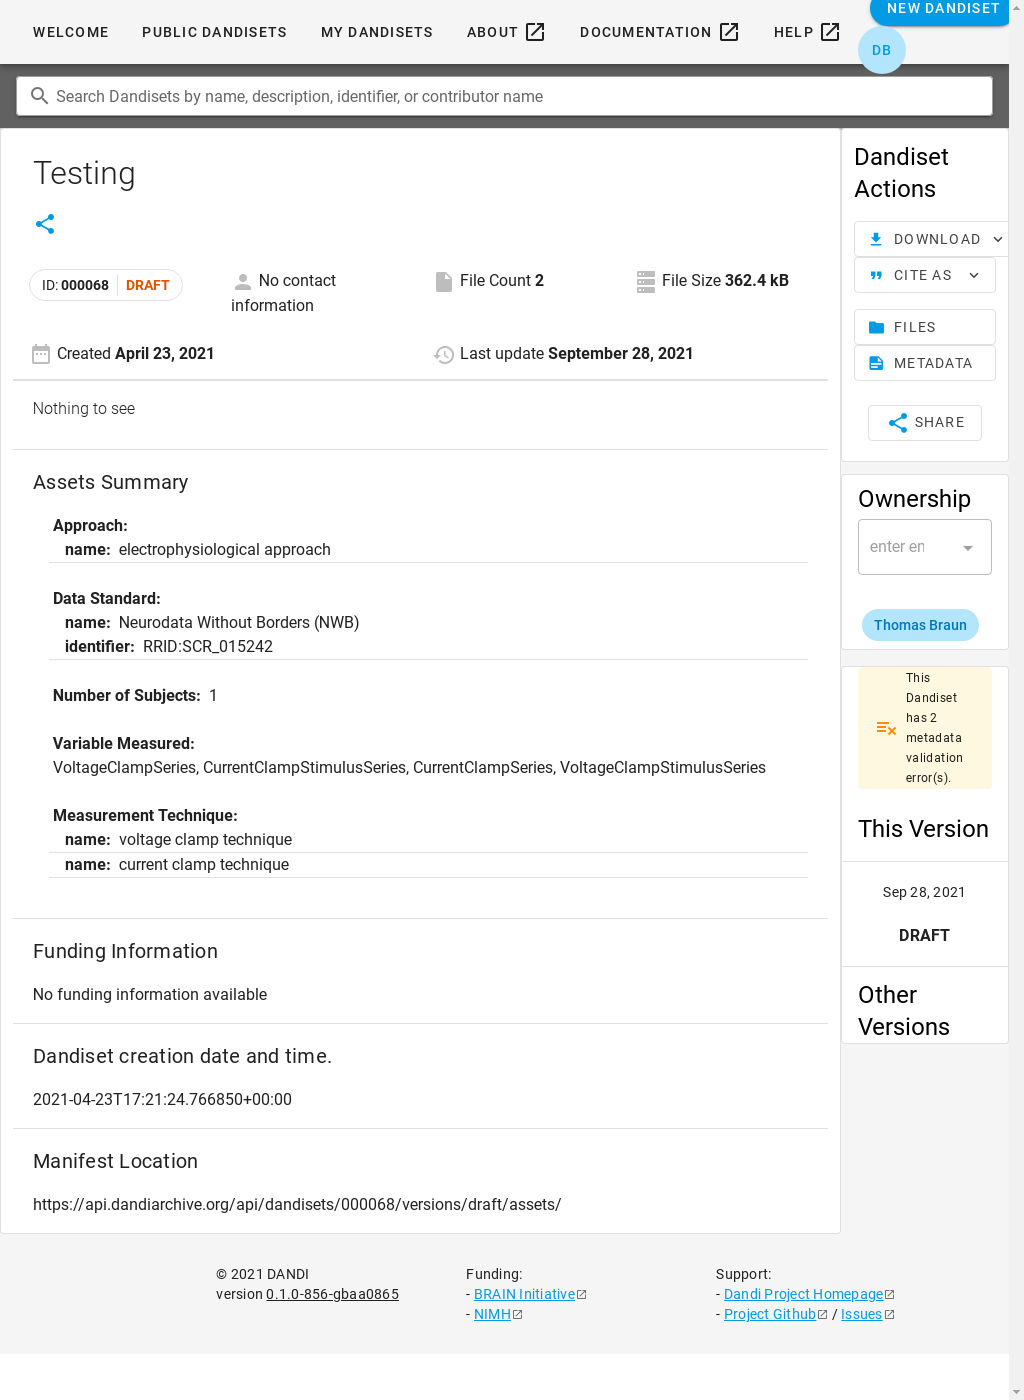 WELCOME
PUBLIC DANDISETS
MY DANDISETS
ABOUT
DOCUMENTATION
HELP
NEW DANDISET
DB
Search Dandisets by name, description, identifier, or contributor name
Testing
ID: 000068 DRAFT
No contact
information
File Count 2
File Size 362.4 kB
Created April 23, 2021
Last update September 28, 2021
Nothing to see
Assets Summary
Approach:
name: electrophysiological approach
Data Standard:
name: Neurodata Without Borders (NWB)
identifier: RRID:SCR_015242
Number of Subjects: 1
Variable Measured:
VoltageClampSeries, CurrentClampStimulusSeries, CurrentClampSeries, VoltageClampStimulusSeries
Measurement Technique:
name: voltage clamp technique
name: current clamp technique
Funding Information
No funding information available
Dandiset creation date and time.
2021-04-23T17:21:24.766850+00:00
Manifest Location
https://api.dandiarchive.org/api/dandisets/000068/versions/draft/assets/
Dandiset
Actions
DOWNLOAD
CITE AS
FILES
METADATA
SHARE
Ownership
enter en
Thomas Braun
This
Dandiset
has 2
metadata
validation
error(s).
This Version
Sep 28, 2021
DRAFT
Other
Versions
© 2021 DANDI
version 0.1.0-856-gbaa0865
Funding:
- BRAIN Initiative
- NIMH
Support:
- Dandi Project Homepage
- Project Github / Issues